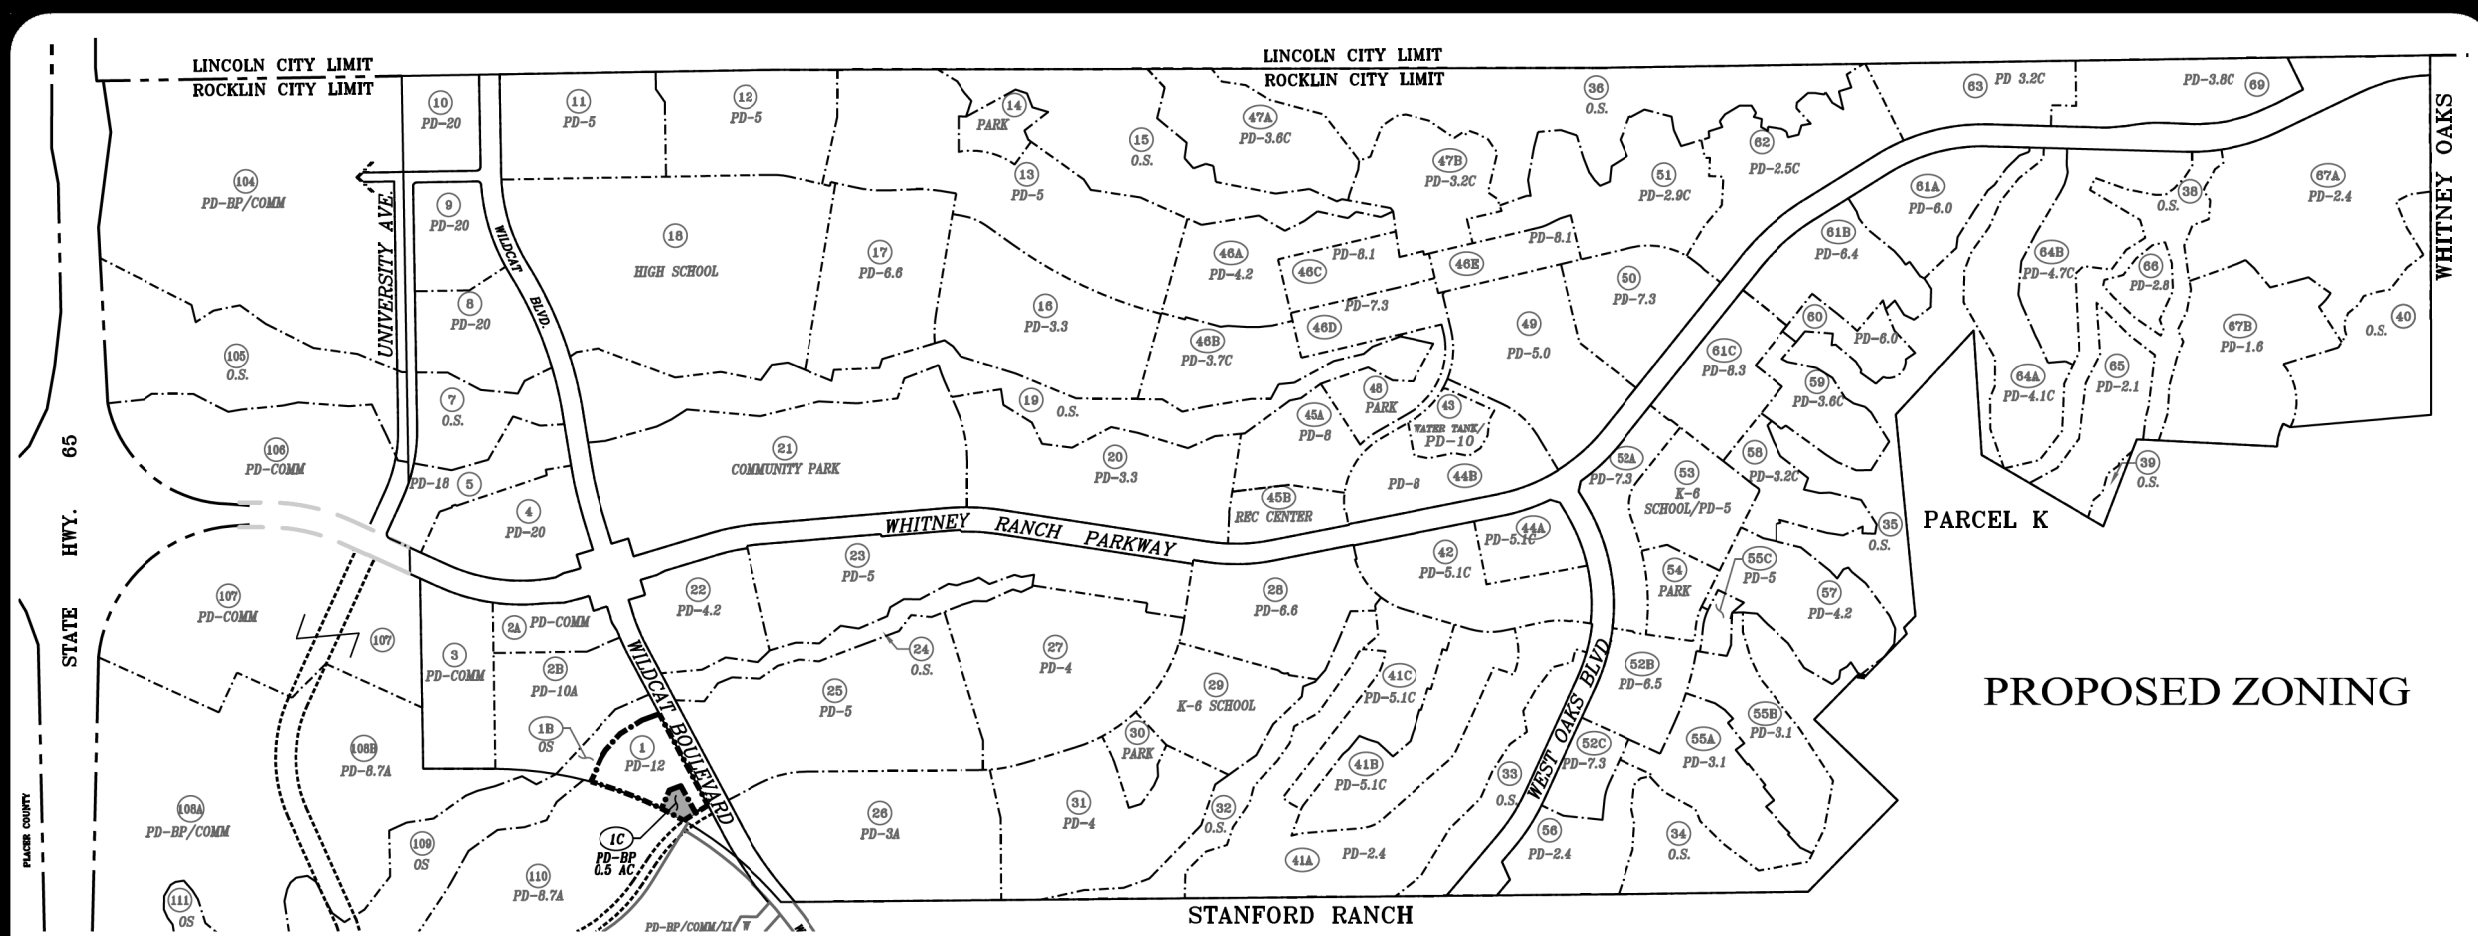 LINCOLN CITY LIMIT
ROCKLIN CITY LIMIT
LINCOLN CITY LIMIT
ROCKLIN CITY LIMIT
WHITNEY OAKS
10
PD-20
11
PD-5
12
PD-5
14
PARK
15
O.S.
47A
PD-3.6C
36
O.S.
63
PD 3.2C
PD-3.8C
69
104
PD-BP/COMM
UNIVERSITY AVE.
9
PD-20
WILDCAT BLVD.
18
HIGH SCHOOL
17
PD-6.6
13
PD-5
47B
PD-3.2C
51
PD-2.9C
62
PD-2.5C
61A
PD-6.0
38
O.S.
67A
PD-2.4
8
PD-20
16
PD-3.3
46A
PD-4.2
46C
PD-8.1
46E
PD-8.1
PD-7.3
46D
46B
PD-3.7C
50
PD-7.3
49
PD-5.0
61B
PD-6.4
64B
PD-4.7C
66
PD-2.8
40
O.S.
67B
PD-1.6
60
PD-6.0
61C
PD-8.3
59
PD-3.6C
64A
PD-4.1C
65
PD-2.1
105
O.S.
7
O.S.
19
O.S.
48
PARK
45A
PD-8
43
WATER TANK/
PD-10
106
PD-COMM
PD-18
5
4
PD-20
21
COMMUNITY PARK
20
PD-3.3
45B
REC CENTER
PD-8
44B
52A
PD-7.3
53
K-6
SCHOOL/PD-5
58
PD-3.2C
39
O.S.
35
O.S.
PARCEL K
STATE HWY. 65
WHITNEY RANCH PARKWAY
107
PD-COMM
107
3
PD-COMM
2A
PD-COMM
2B
PD-10A
22
PD-4.2
23
PD-5
24
O.S.
25
PD-5
27
PD-4
28
PD-6.6
29
K-6 SCHOOL
30
PARK
42
PD-5.1C
44A
PD-5.1C
54
PARK
55C
PD-5
57
PD-4.2
41C
PD-5.1C
41B
PD-5.1C
52B
PD-6.5
52C
PD-7.3
55A
PD-3.1
55B
PD-3.1
PROPOSED ZONING
WILDCAT BOULEVARD
WEST OAKS BLVD
1B
OS
1
PD-12
108B
PD-8.7A
108A
PD-BP/COMM
PLACER COUNTY
109
OS
110
PD-8.7A
111
OS
1C
PD-BP
0.5 AC
26
PD-3A
31
PD-4
32
O.S.
33
O.S.
41A
PD-2.4
56
PD-2.4
34
O.S.
PD-BP/COMM/LI
W
STANFORD RANCH